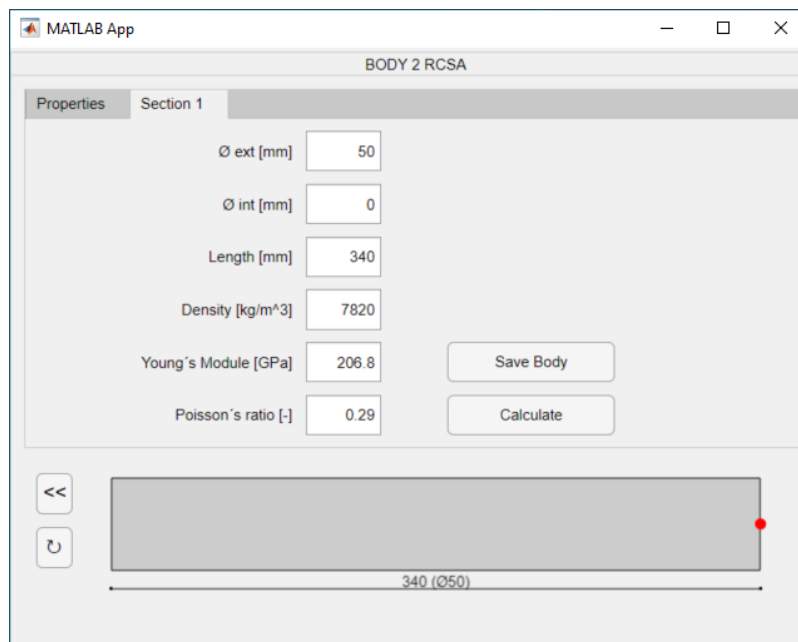 MATLAB App
BODY 2 RCSA
Properties Section 1
Ø ext [mm] 50
Ø int [mm] 0
Length [mm] 340
Density [kg/m^3] 7820
Young´s Module [GPa] 206.8 Save Body
Poisson´s ratio [-] 0.29 Calculate
<<
↻
340 (Ø50)